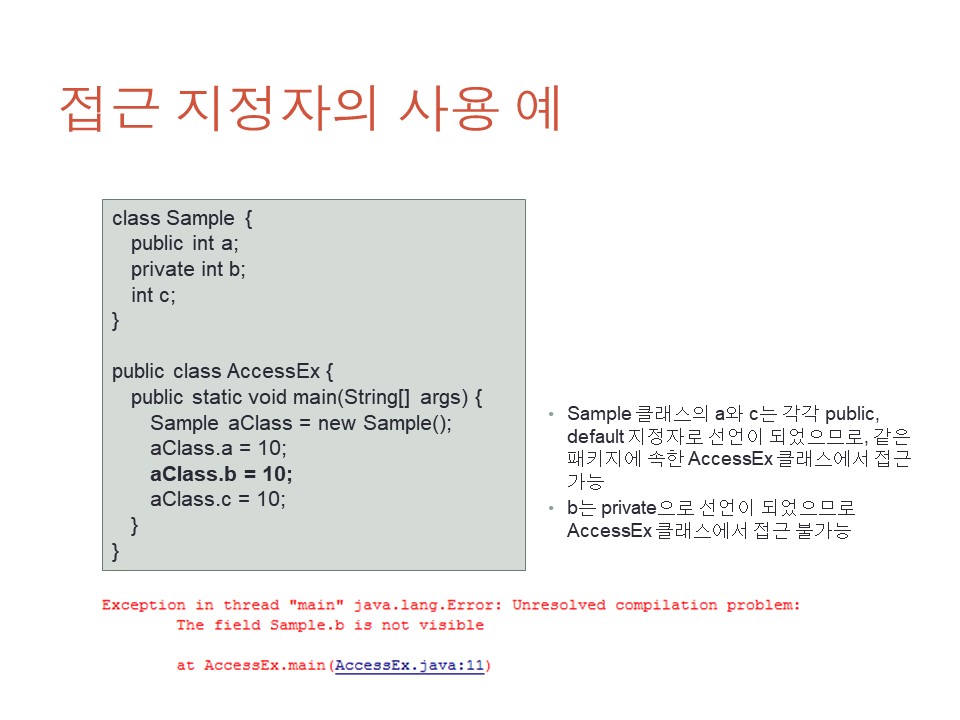 접근 지정자의 사용 예
class Sample {
public int a;
private int b;
int c;
}
public class AccessEx {
public static void main(String[] args) {
Sample aClass = new Sample();
aClass.a = 10;
aClass.b = 10;
aClass.c = 10;
}
}
• Sample 클래스의 a와 c는 각각 public,
default 지정자로 선언이 되었으므로, 같은
패키지에 속한 AccessEx 클래스에서 접근
가능
• b는 private으로 선언이 되었으므로
AccessEx 클래스에서 접근 불가능
Exception in thread "main" java.lang.Error: Unresolved compilation problem:
The field Sample.b is not visible
at AccessEx.main(AccessEx.java:11)